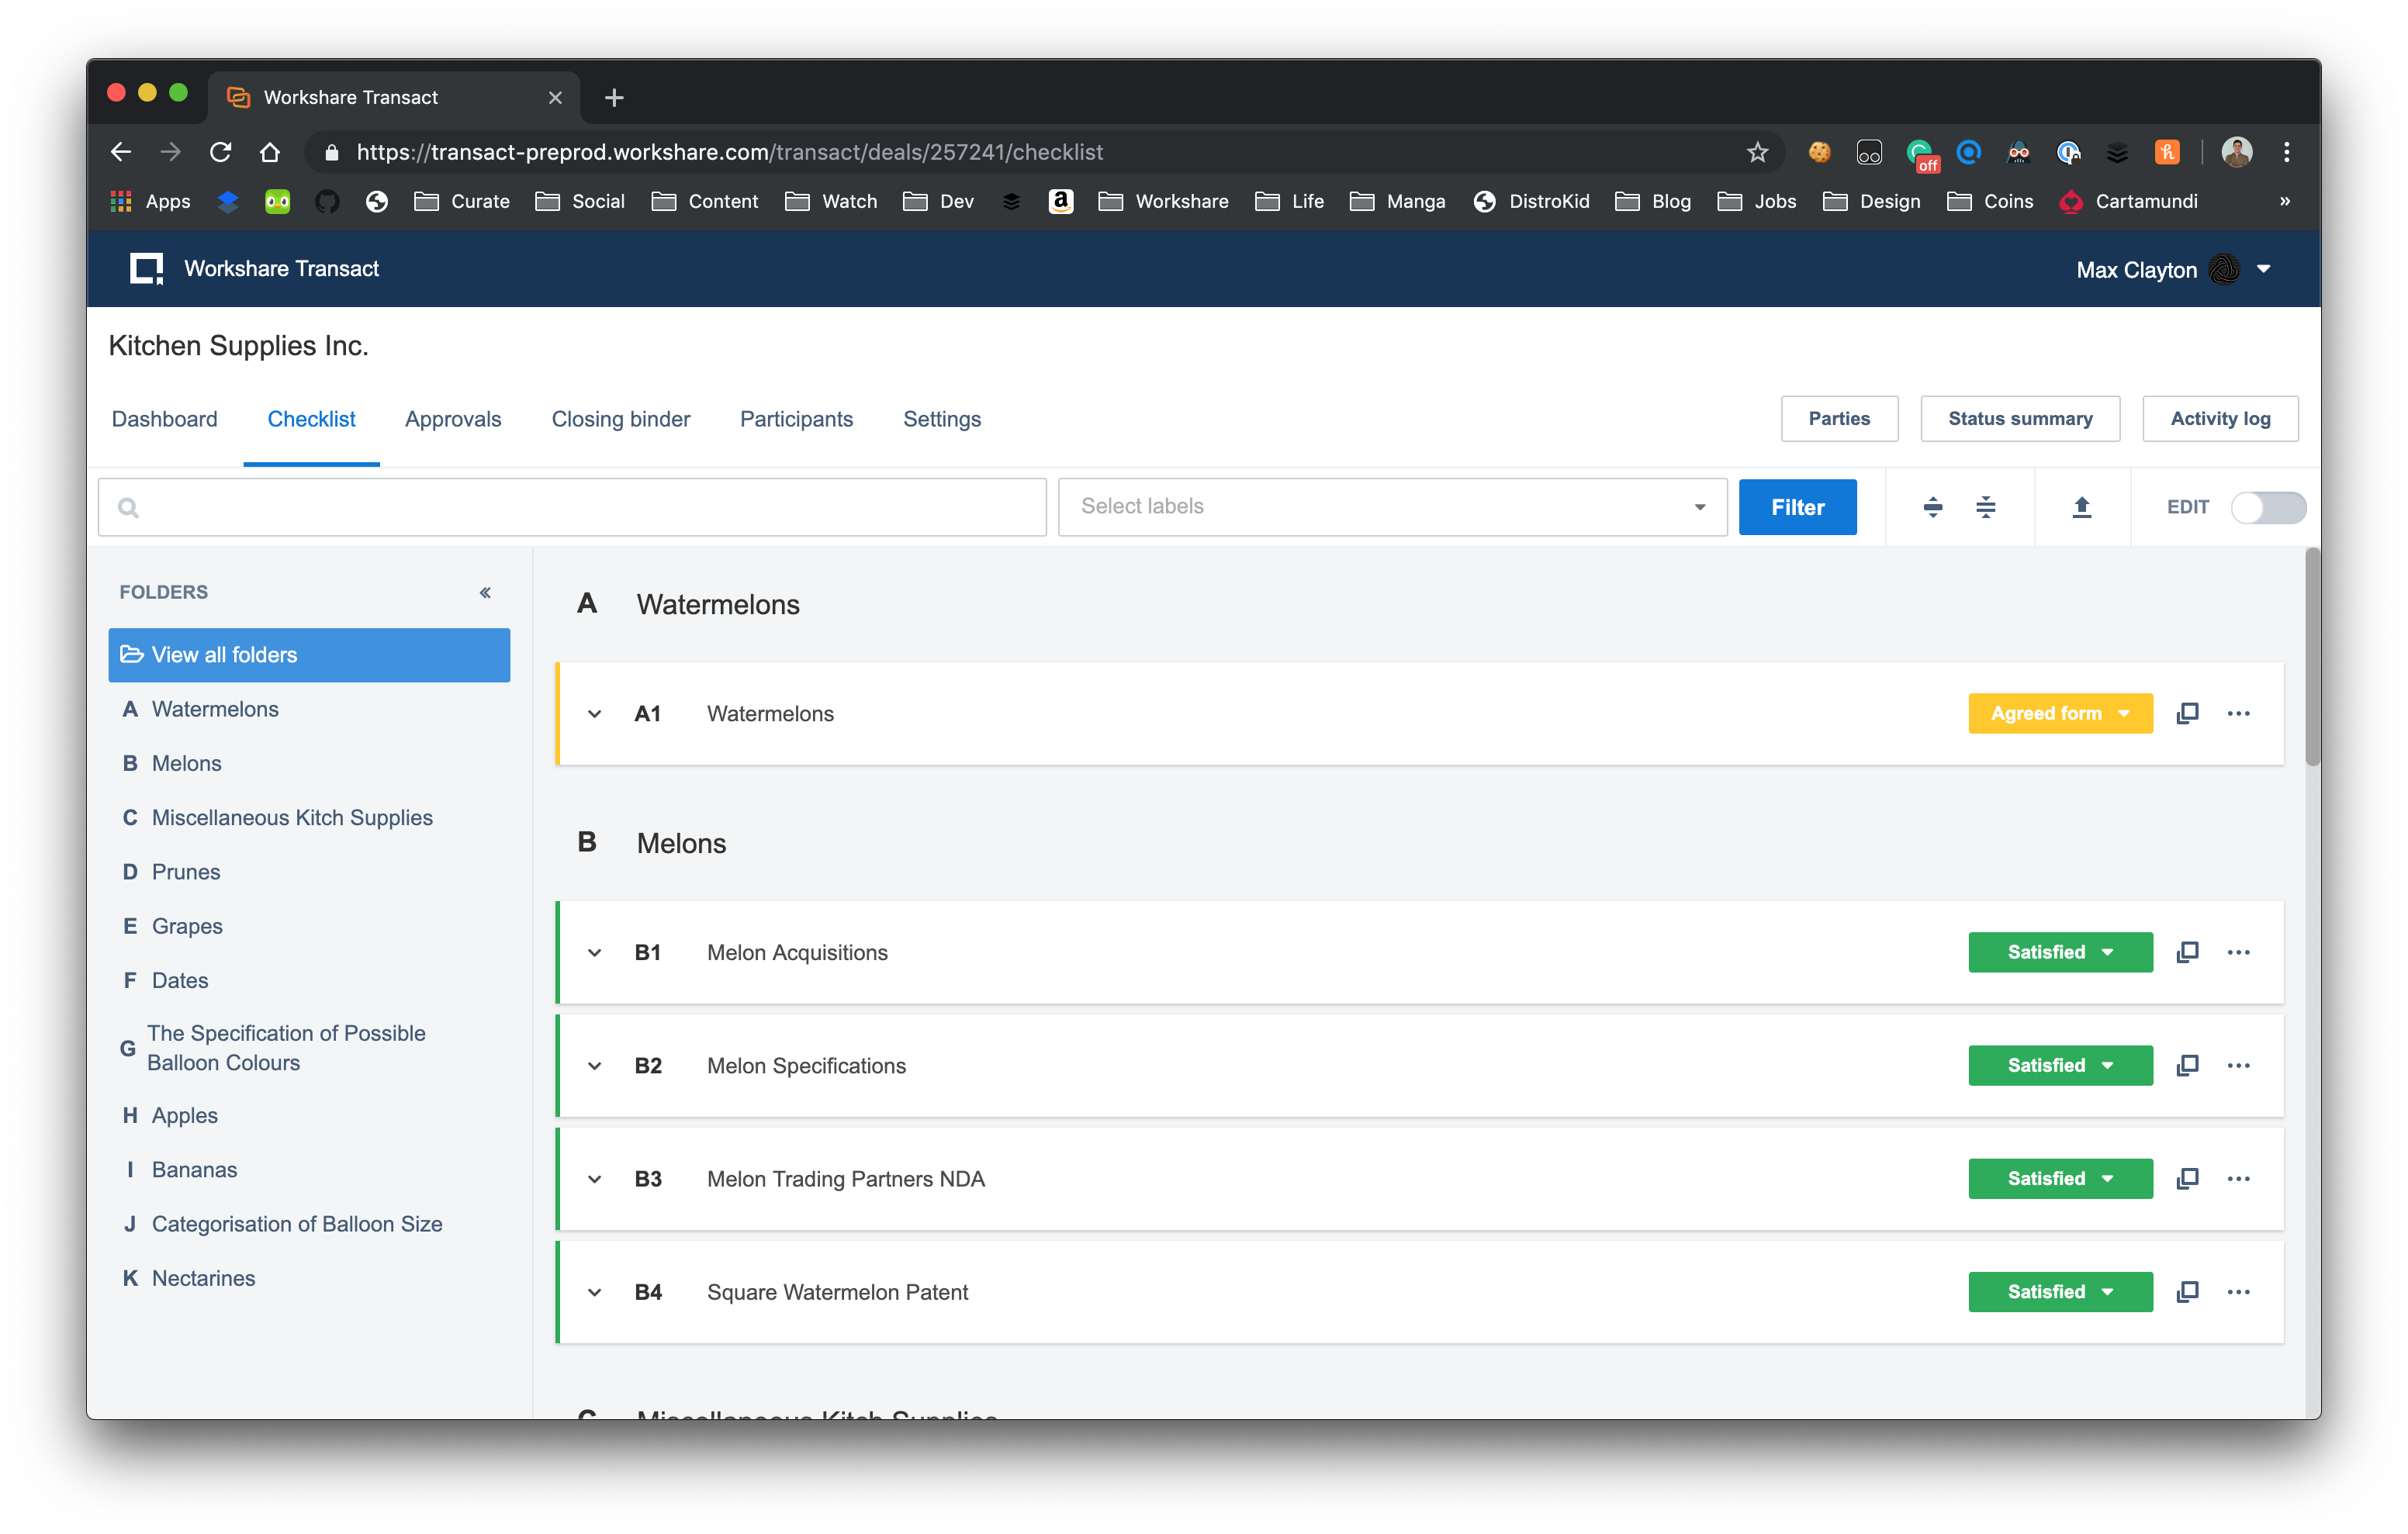 Workshare Transact
https://transact-preprod.workshare.com/transact/deals/257241/checklist
off
Apps Curate Social Content Watch Dev Workshare Life Manga DistroKid Blog Jobs Design Coins Cartamundi »
Workshare Transact
Max Clayton
Kitchen Supplies Inc.
Dashboard Checklist Approvals Closing binder Participants Settings
Parties Status summary Activity log
Select labels Filter EDIT
FOLDERS «
View all folders
A Watermelons
B Melons
C Miscellaneous Kitch Supplies
D Prunes
E Grapes
F Dates
G The Specification of Possible
Balloon Colours
H Apples
I Bananas
J Categorisation of Balloon Size
K Nectarines
A Watermelons
A1 Watermelons Agreed form
B Melons
B1 Melon Acquisitions Satisfied
B2 Melon Specifications Satisfied
B3 Melon Trading Partners NDA Satisfied
B4 Square Watermelon Patent Satisfied
C Miscellaneous Kitch Supplies